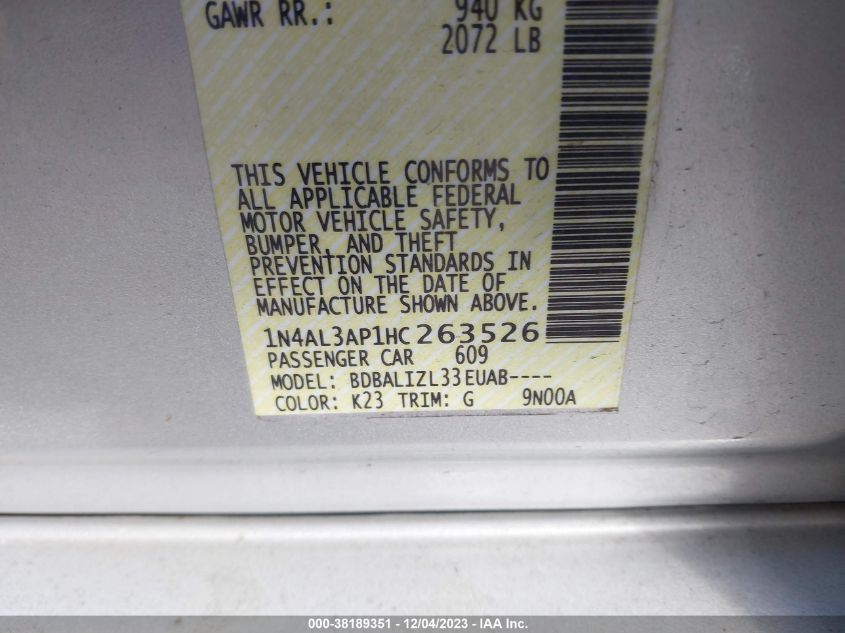 GAWR RR.: 940 KG
2072 LB
THIS VEHICLE CONFORMS TO
ALL APPLICABLE FEDERAL
MOTOR VEHICLE SAFETY,
BUMPER, AND THEFT
PREVENTION STANDARDS IN
EFFECT ON THE DATE OF
MANUFACTURE SHOWN ABOVE.
1N4AL3AP1HC263526
PASSENGER CAR 609
MODEL: BDBALIZL33EUAB----
COLOR: K23 TRIM: G 9N00A
000-38189351 - 12/04/2023 - IAA Inc.